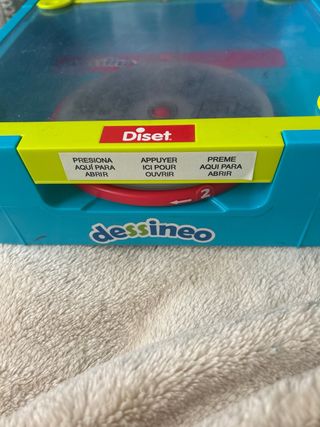 Diset
PRESIONA
AQUÍ PARA
ABRIR
APPUYER
ICI POUR
OUVRIR
PREME
AQUI PARA
ABRIR
2
dessineo